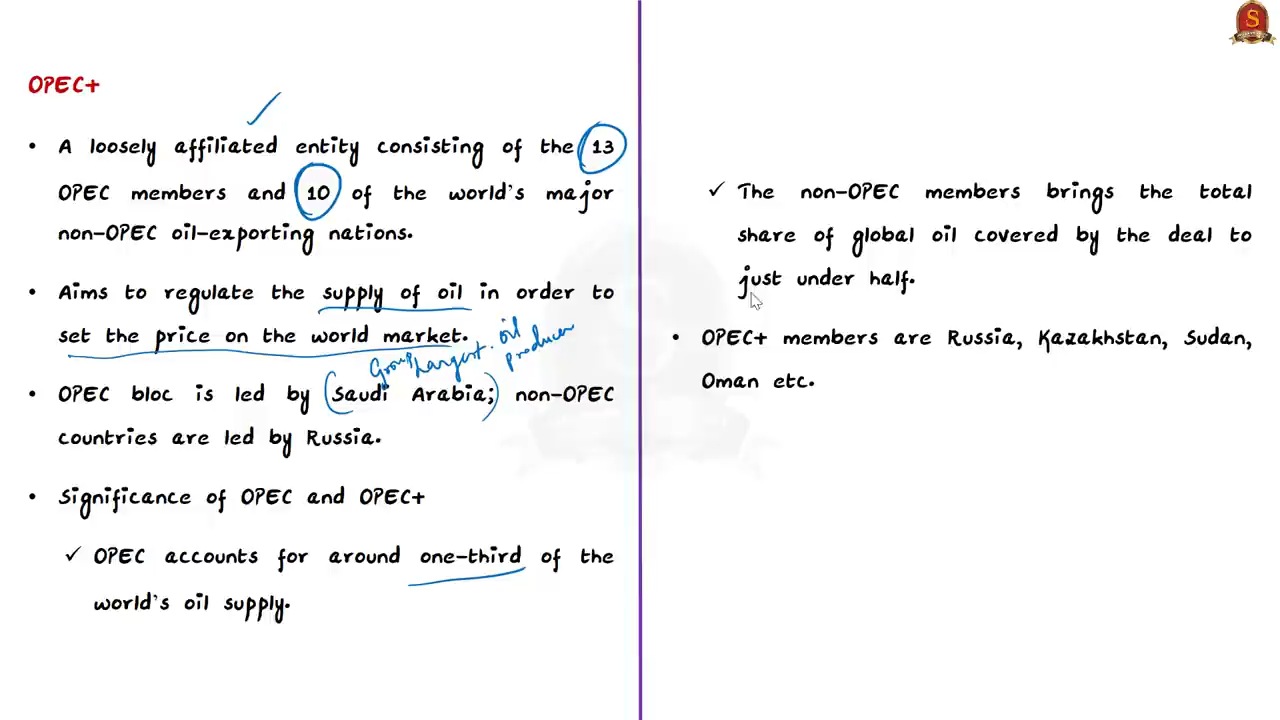 OPEC+
• A loosely affiliated entity consisting of the 13
OPEC members and 10 of the world's major
non-OPEC oil-exporting nations.
• Aims to regulate the supply of oil in order to
set the price on the world market.
Group Largest oil
producer
• OPEC bloc is led by (Saudi Arabia;) non-OPEC
countries are led by Russia.
• Significance of OPEC and OPEC+
✓ OPEC accounts for around one-third of the
world's oil supply.
✓ The non-OPEC members brings the total
share of global oil covered by the deal to
just under half.
• OPEC+ members are Russia, Kazakhstan, Sudan,
Oman etc.
S